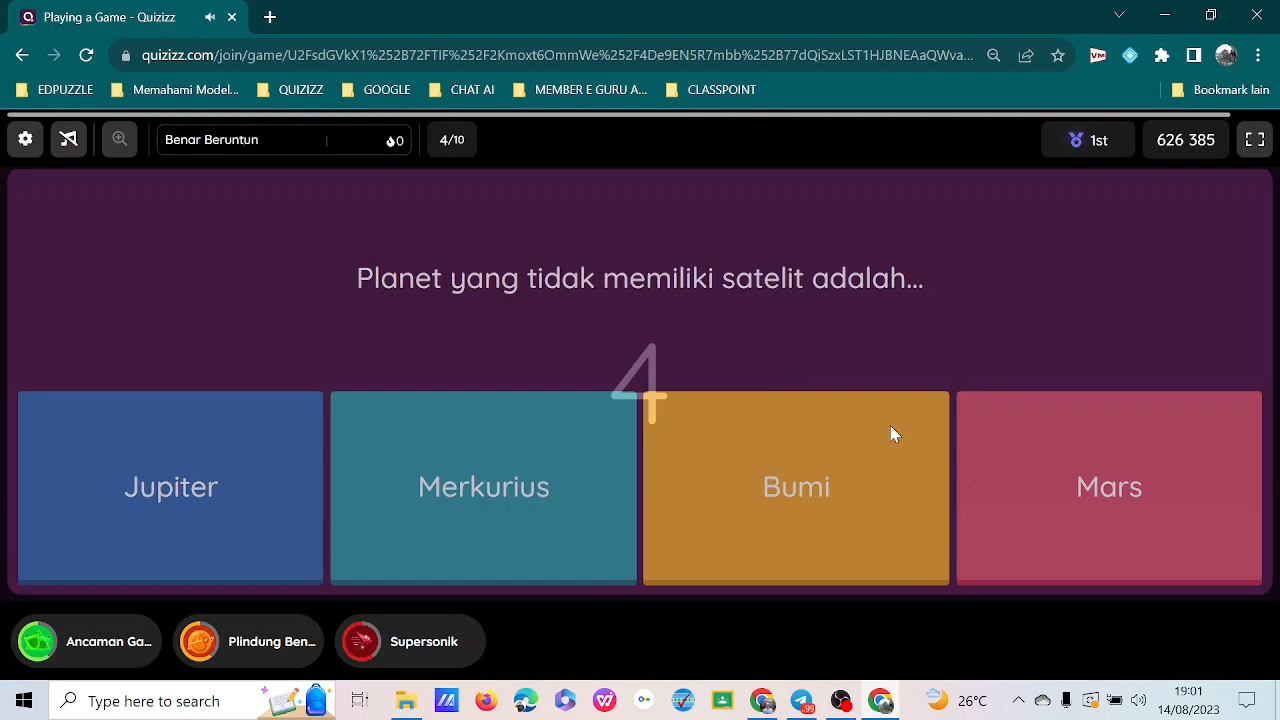 Playing a Game - Quizizz
quizizz.com/join/game/U2FsdGVkX1%252B72FTIF%252F2Kmoxt6OmmWe%252F4De9EN5R7mbb%252B77dQiSzxLST1HJBNEAaQWva...
EDPUZZLE
Memahami Model...
QUIZIZZ
GOOGLE
CHAT AI
MEMBER E GURU A...
CLASSPOINT
Bookmark lain
Benar Beruntun
0
4/10
1st
626 385
Planet yang tidak memiliki satelit adalah...
4
Jupiter
Merkurius
Bumi
Mars
Ancaman Ga...
Plindung Ben...
Supersonik
Type here to search
99
26°C
19:01
14/08/2023